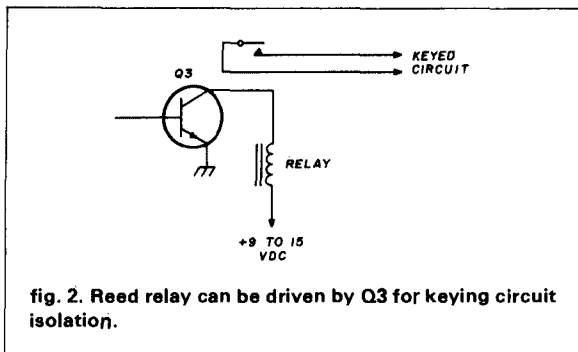 KEYED
CIRCUIT
Q3
RELAY
+9 TO 15
VDC
fig. 2. Reed relay can be driven by Q3 for keying circuit
isolation.